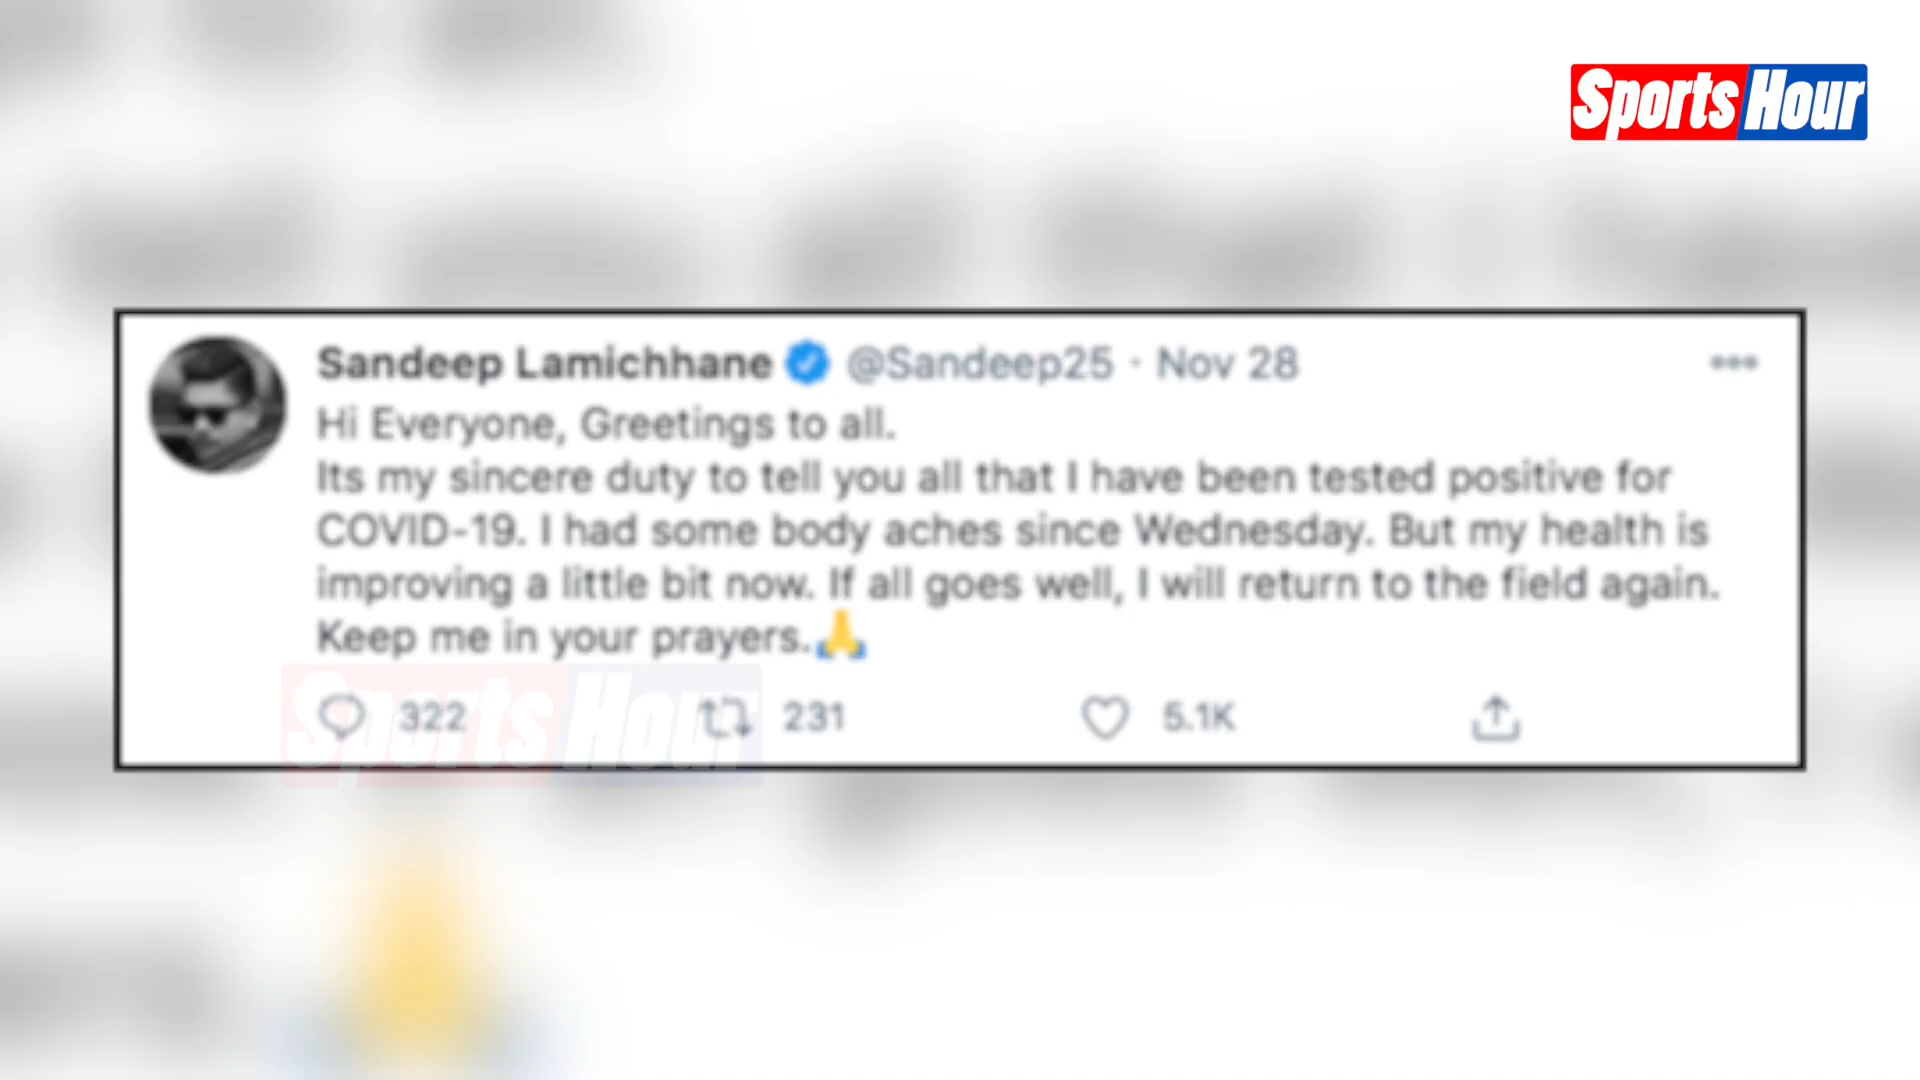 Sports Hour
Sandeep Lamichhane @Sandeep25 · Nov 28
Hi Everyone, Greetings to all.
Its my sincere duty to tell you all that I have been tested positive for
COVID-19. I had some body aches since Wednesday. But my health is
improving a little bit now. If all goes well, I will return to the field again.
Keep me in your prayers.🙏
322 231 5.1K
Sports Hour